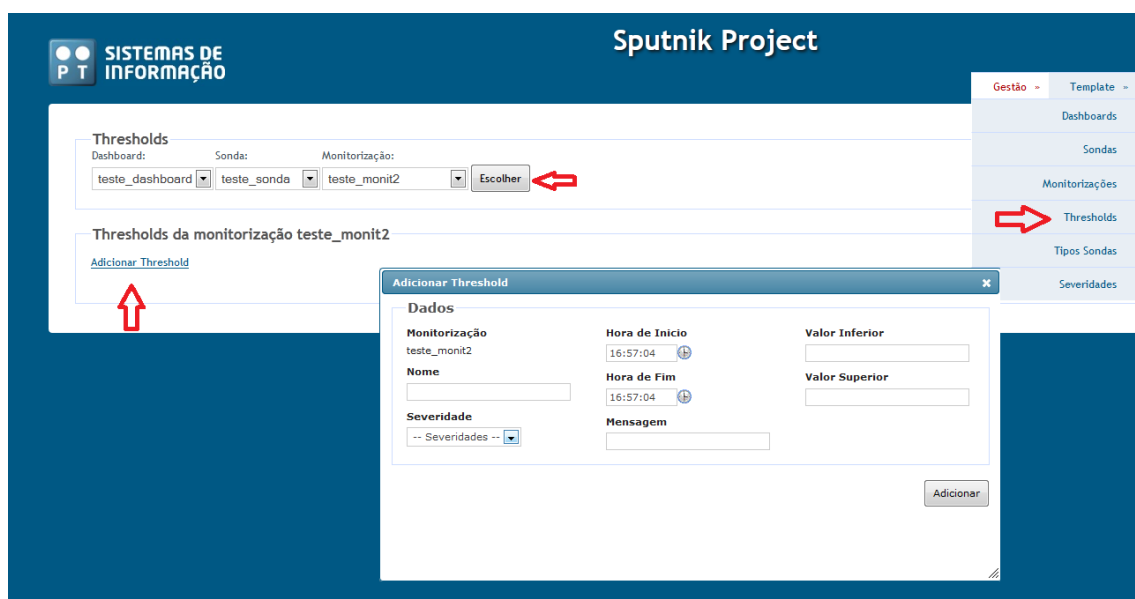 Sputnik Project
SISTEMAS DE
INFORMAÇÃO
P T
Gestão » Template »
Dashboards
Sondas
Monitorizações
Thresholds
Tipos Sondas
Severidades
Thresholds
Dashboard: Sonda: Monitorização:
teste_dashboard teste_sonda teste_monit2 Escolher
Thresholds da monitorização teste_monit2
Adicionar Threshold
Adicionar Threshold x
Dados
Monitorização Hora de Inicio Valor Inferior
teste_monit2 16:57:04
Nome Hora de Fim Valor Superior
16:57:04
Severidade Mensagem
-- Severidades --
Adicionar